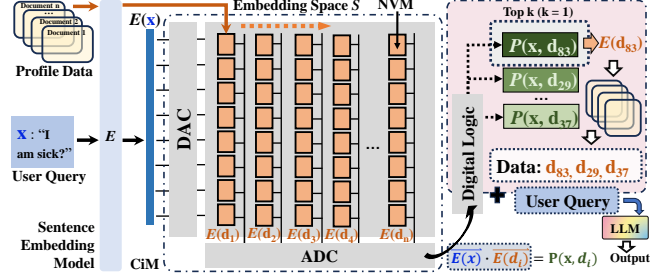 Document n
...
Document 2
Document 1
Profile Data
x : “I
am sick?”
User Query
E
Sentence
Embedding
Model
E(x)
Embedding Space S
NVM
DAC
...
E(d₁)
E(d₂)
E(d₃)
E(d₄)
E(dₙ)
CiM
ADC
Digital Logic
Top k (k = 1)
P(x, d₈₃)
E(d₈₃)
P(x, d₂₉)
...
P(x, d₃₇)
Data: d₈₃, d₂₉, d₃₇
+
User Query
LLM
Output
E(x) · E(dᵢ) = P(x, dᵢ)